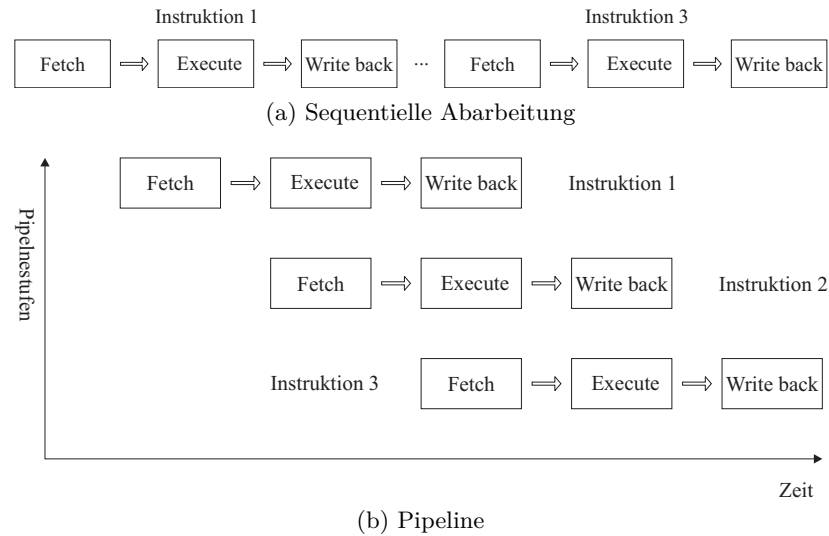 Instruktion 1 Instruktion 3
Fetch Execute Write back ... Fetch Execute Write back
(a) Sequentielle Abarbeitung
Pipelnestufen
Fetch Execute Write back Instruktion 1
Fetch Execute Write back Instruktion 2
Instruktion 3 Fetch Execute Write back
Zeit
(b) Pipeline